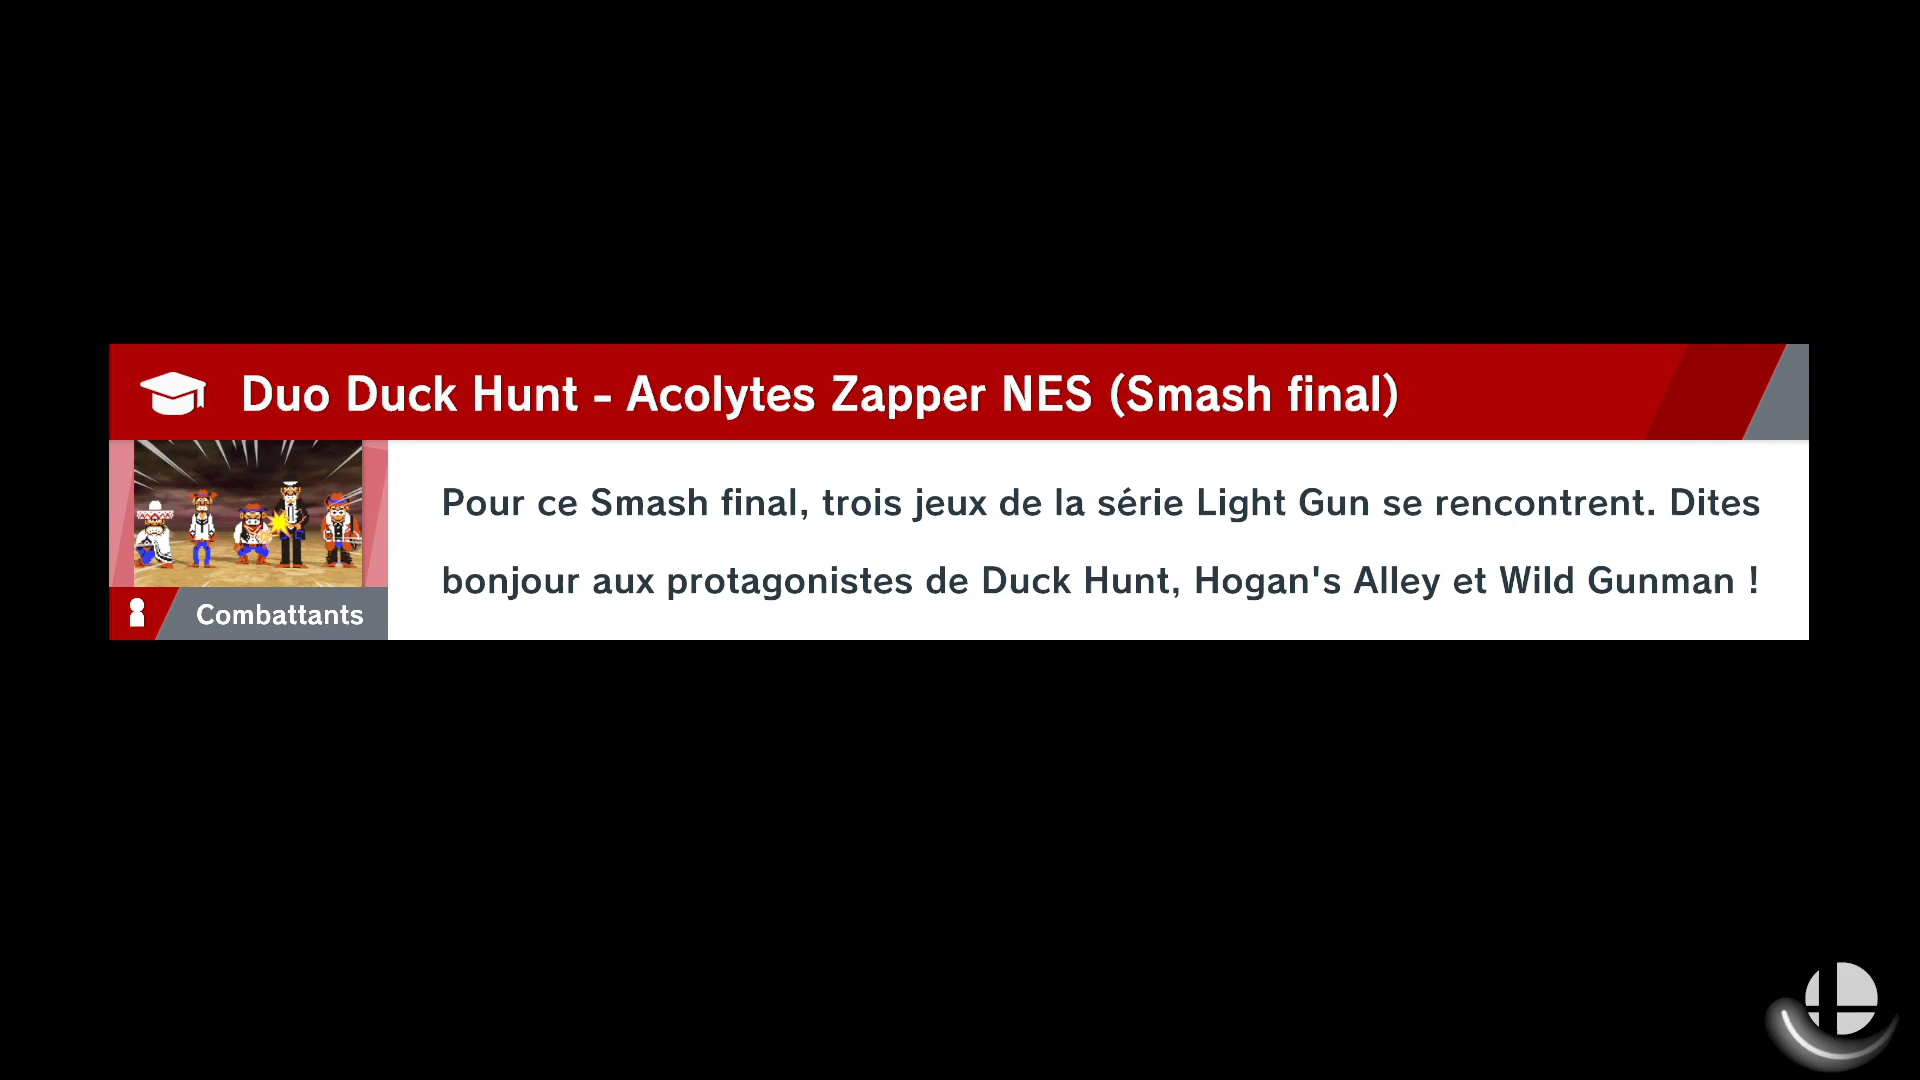 Duo Duck Hunt - Acolytes Zapper NES (Smash final)
Pour ce Smash final, trois jeux de la série Light Gun se rencontrent. Dites
bonjour aux protagonistes de Duck Hunt, Hogan's Alley et Wild Gunman !
Combattants